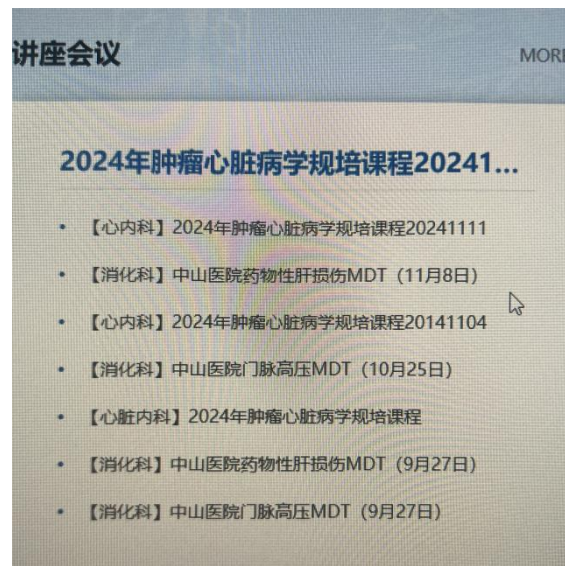 讲座会议
MORE
2024年肿瘤心脏病学规培课程20241...
【心内科】2024年肿瘤心脏病学规培课程20241111
【消化科】中山医院药物性肝损伤MDT（11月8日）
【心内科】2024年肿瘤心脏病学规培课程20141104
【消化科】中山医院门脉高压MDT（10月25日）
【心脏内科】2024年肿瘤心脏病学规培课程
【消化科】中山医院药物性肝损伤MDT（9月27日）
【消化科】中山医院门脉高压MDT（9月27日）